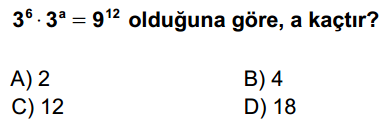 3⁶ · 3ᵃ = 9¹² olduğuna göre, a kaçtır?
A) 2 B) 4
C) 12 D) 18